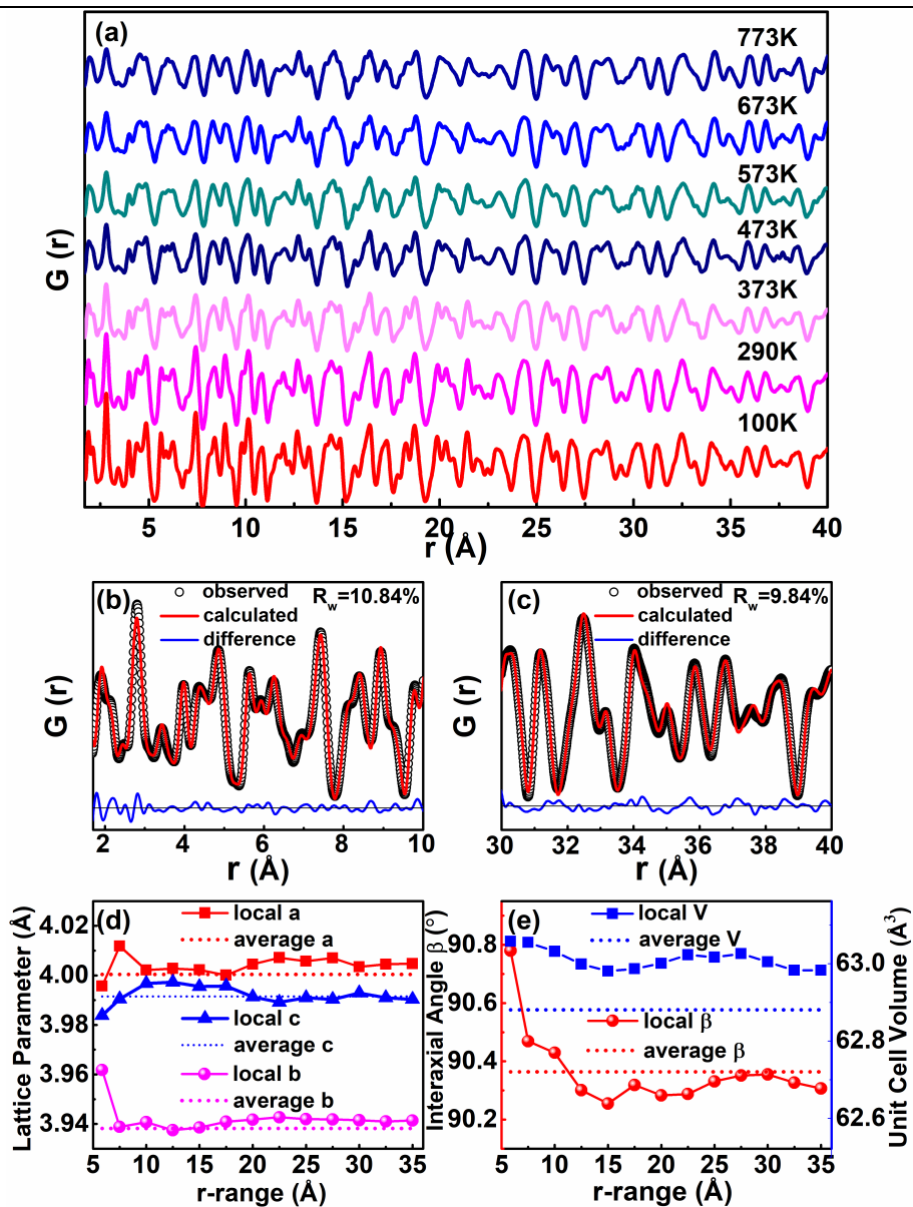 (a)
773K
673K
573K
473K
373K
290K
100K
G (r)
5 10 15 20 25 30 35 40
r (Å)
(b) observed R_w=10.84%
calculated
difference
G (r)
2 4 6 8 10
r (Å)
(c) observed R_w=9.84%
calculated
difference
G (r)
30 32 34 36 38 40
r (Å)
(d) local a
average a
local c
average c
local b
average b
Lattice Parameter (Å)
4.02
4.00
3.98
3.96
3.94
5 10 15 20 25 30 35
r-range (Å)
(e) local V
average V
local β
average β
Interaxial Angle β (°)
90.8
90.6
90.4
90.2
Unit Cell Volume (Å³)
63.0
62.8
62.6
5 10 15 20 25 30 35
r-range (Å)